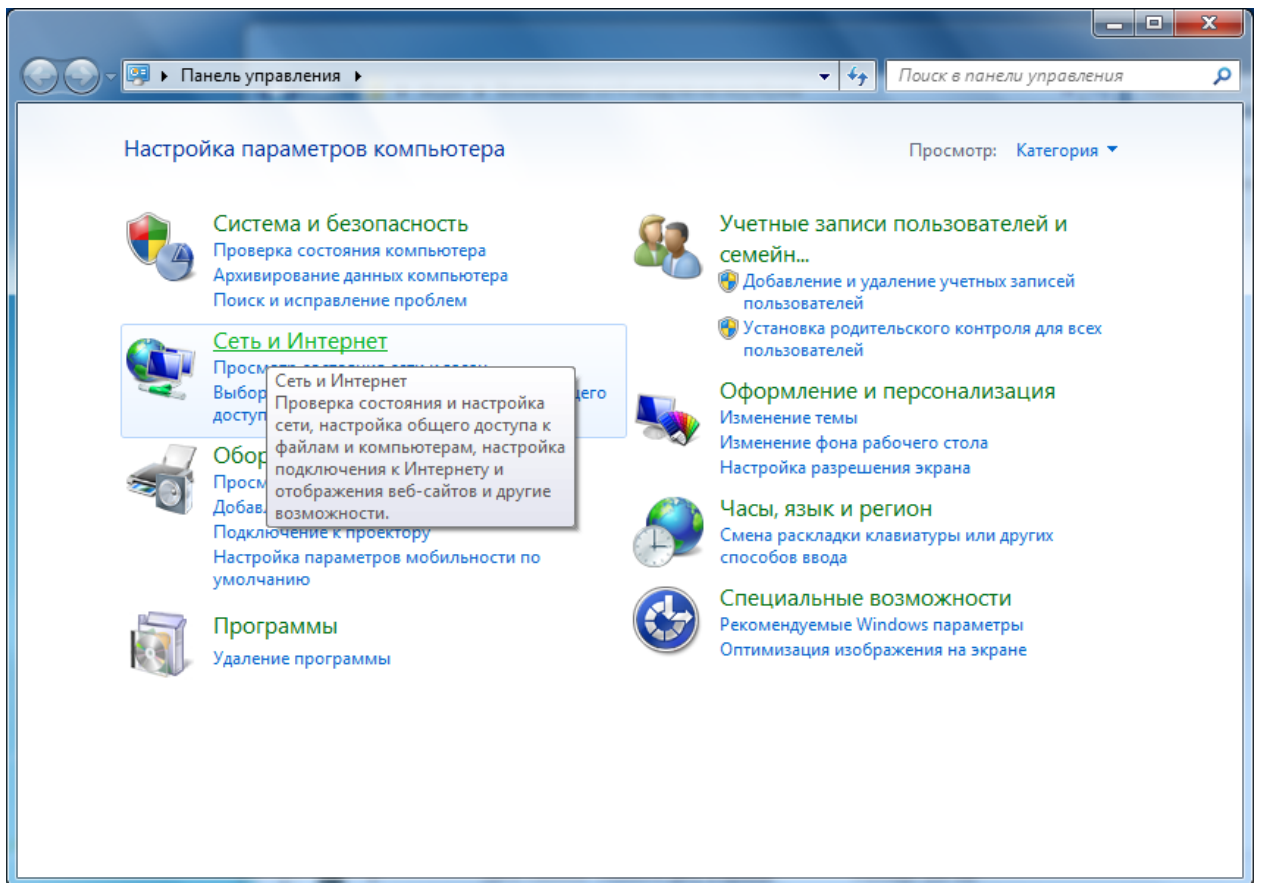 Панель управления
Поиск в панели управления
Настройка параметров компьютера
Просмотр: Категория
Система и безопасность
Проверка состояния компьютера
Архивирование данных компьютера
Поиск и исправление проблем
Сеть и Интернет
Выбор
Сеть и Интернет
Проверка состояния и настройка
сети, настройка общего доступа к
файлам и компьютерам, настройка
подключения к Интернету и
отображения веб-сайтов и другие
возможности.
Подключение к проектору
Настройка параметров мобильности по
умолчанию
Программы
Удаление программы
Учетные записи пользователей и
семейн...
Добавление и удаление учетных записей
пользователей
Установка родительского контроля для всех
пользователей
Оформление и персонализация
Изменение темы
Изменение фона рабочего стола
Настройка разрешения экрана
Часы, язык и регион
Смена раскладки клавиатуры или других
способов ввода
Специальные возможности
Рекомендуемые Windows параметры
Оптимизация изображения на экране